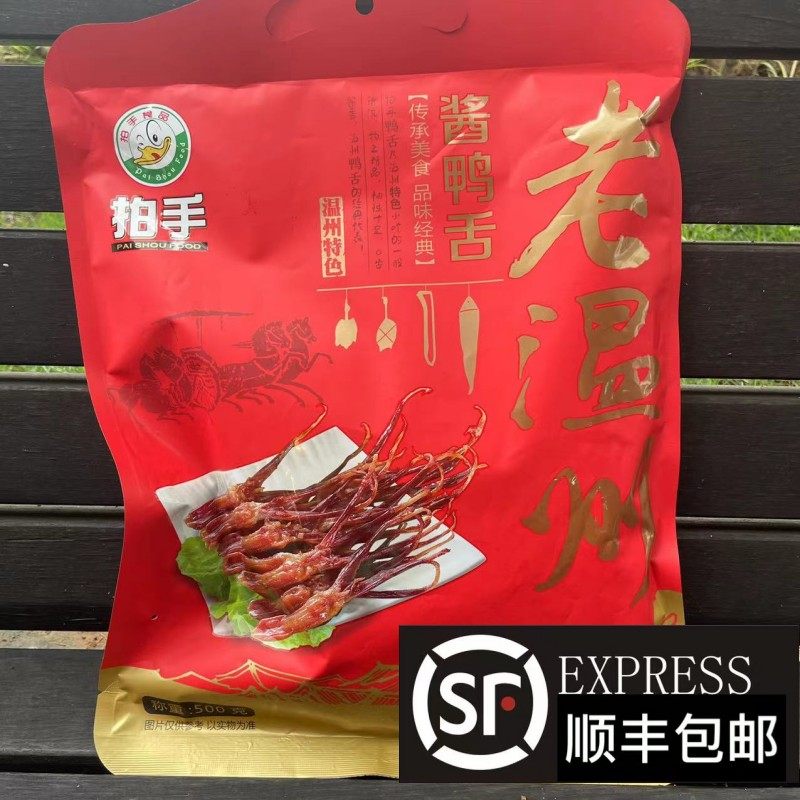 拍手食品
Pai Shou Food
拍手
PAI SHOU FOOD
老温州
酱鸭舌
【传承美食 品味经典】
温州特色
称重:500克
图片仅供参考 以实物为准
SF EXPRESS
顺丰包邮